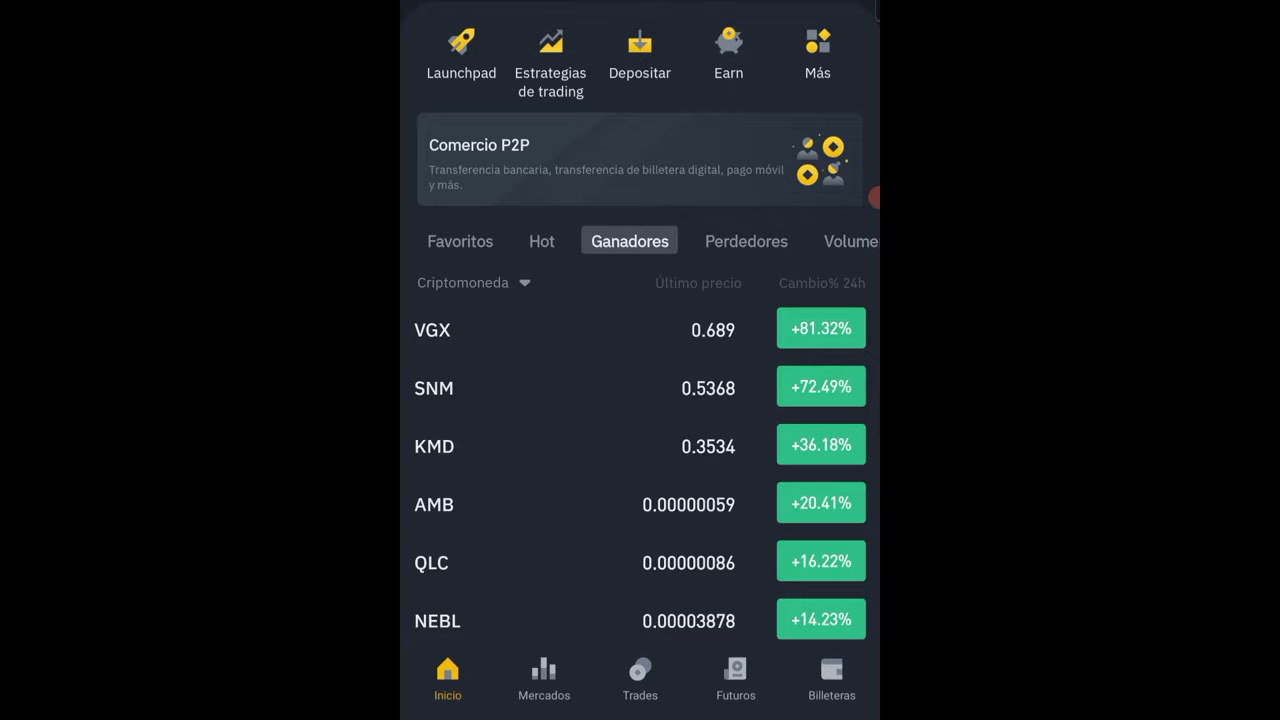 Launchpad
Estrategias
de trading
Depositar
Earn
Más
Comercio P2P
Transferencia bancaria, transferencia de billetera digital, pago móvil
y más.
Favoritos Hot Ganadores Perdedores Volume
Criptomoneda Último precio Cambio% 24h
VGX 0.689 +81.32%
SNM 0.5368 +72.49%
KMD 0.3534 +36.18%
AMB 0.00000059 +20.41%
QLC 0.00000086 +16.22%
NEBL 0.00003878 +14.23%
Inicio Mercados Trades Futuros Billeteras